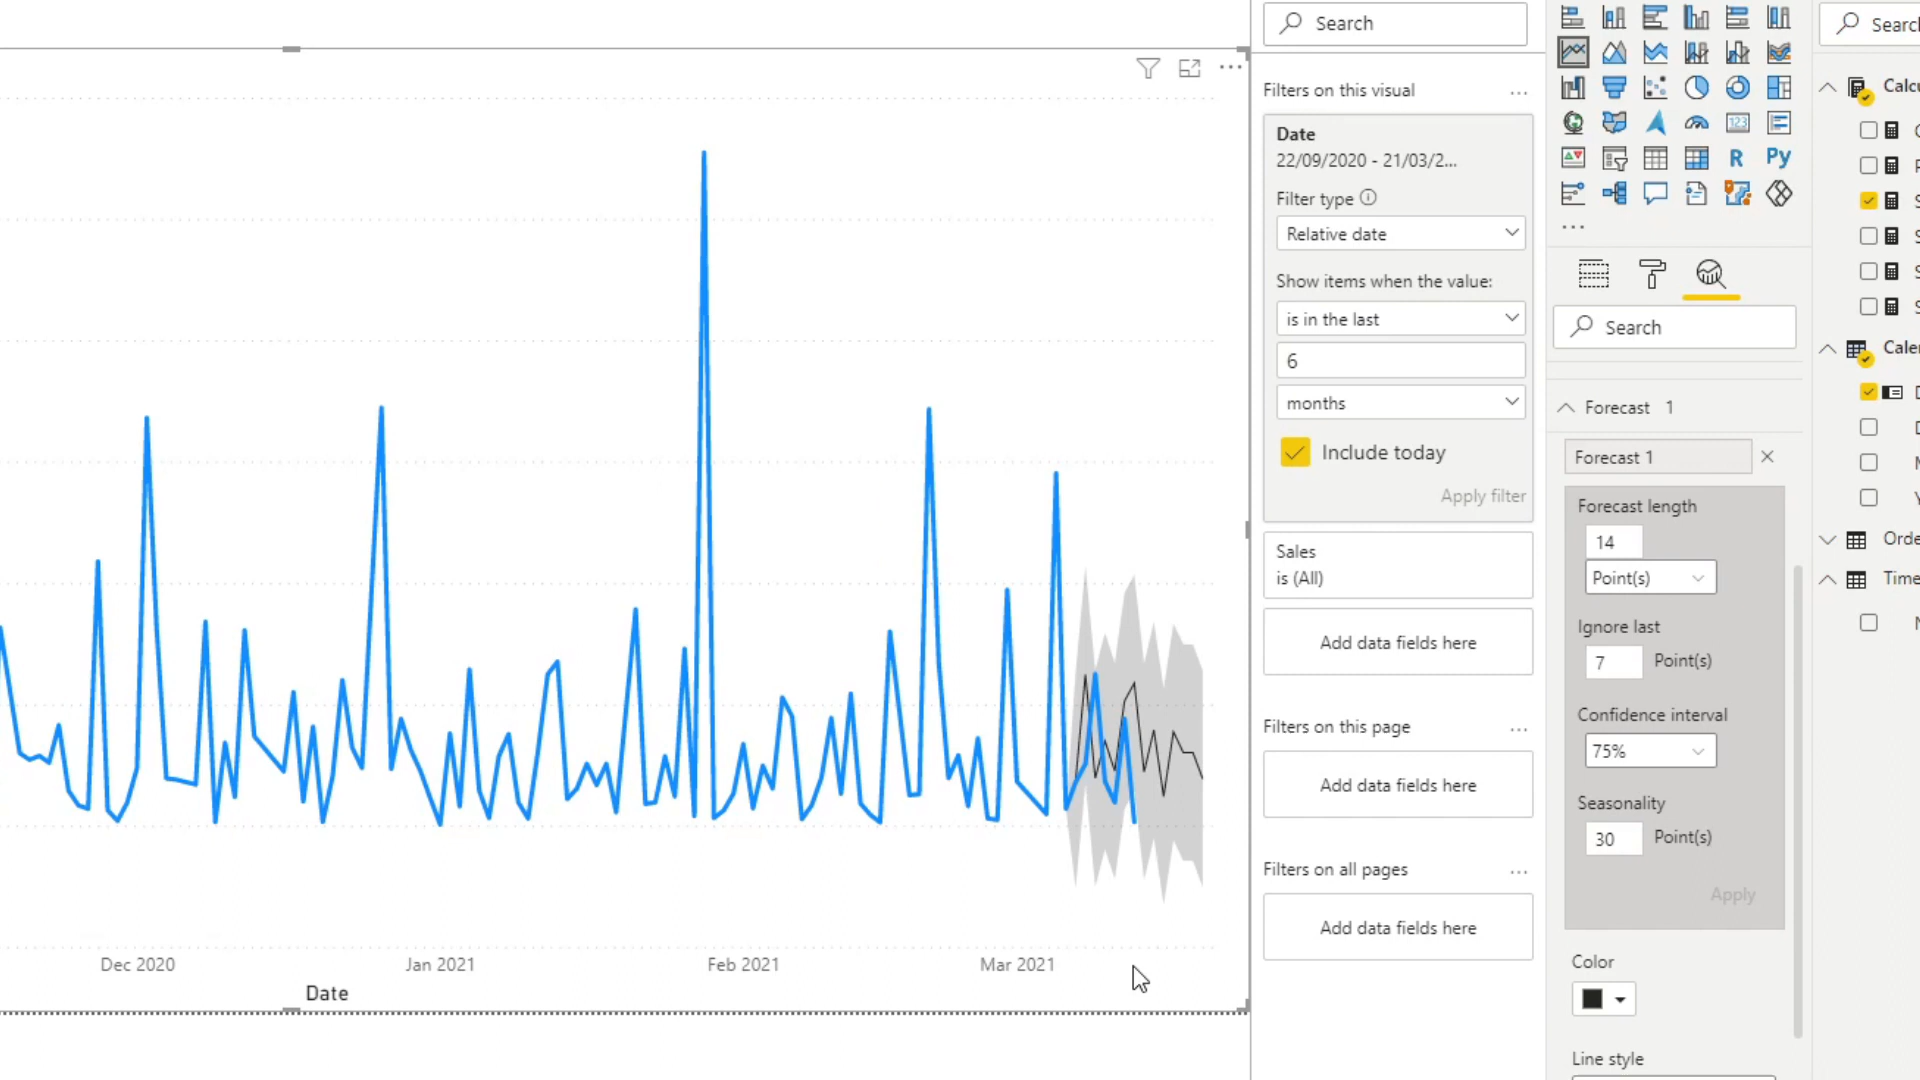 Dec 2020
Jan 2021
Feb 2021
Mar 2021
Date
Search
Filters on this visual
...
Date
22/09/2020 - 21/03/2...
Filter type
Relative date
Show items when the value:
is in the last
6
months
Include today
Apply filter
Sales
is (All)
Add data fields here
Filters on this page
...
Add data fields here
Filters on all pages
...
Add data fields here
123
R
Py
...
Search
Forecast 1
Forecast 1
Forecast length
14
Point(s)
Ignore last
7 Point(s)
Confidence interval
75%
Seasonality
30 Point(s)
Apply
Color
Line style
Search
Calcu
S
Cale
Orde
Time